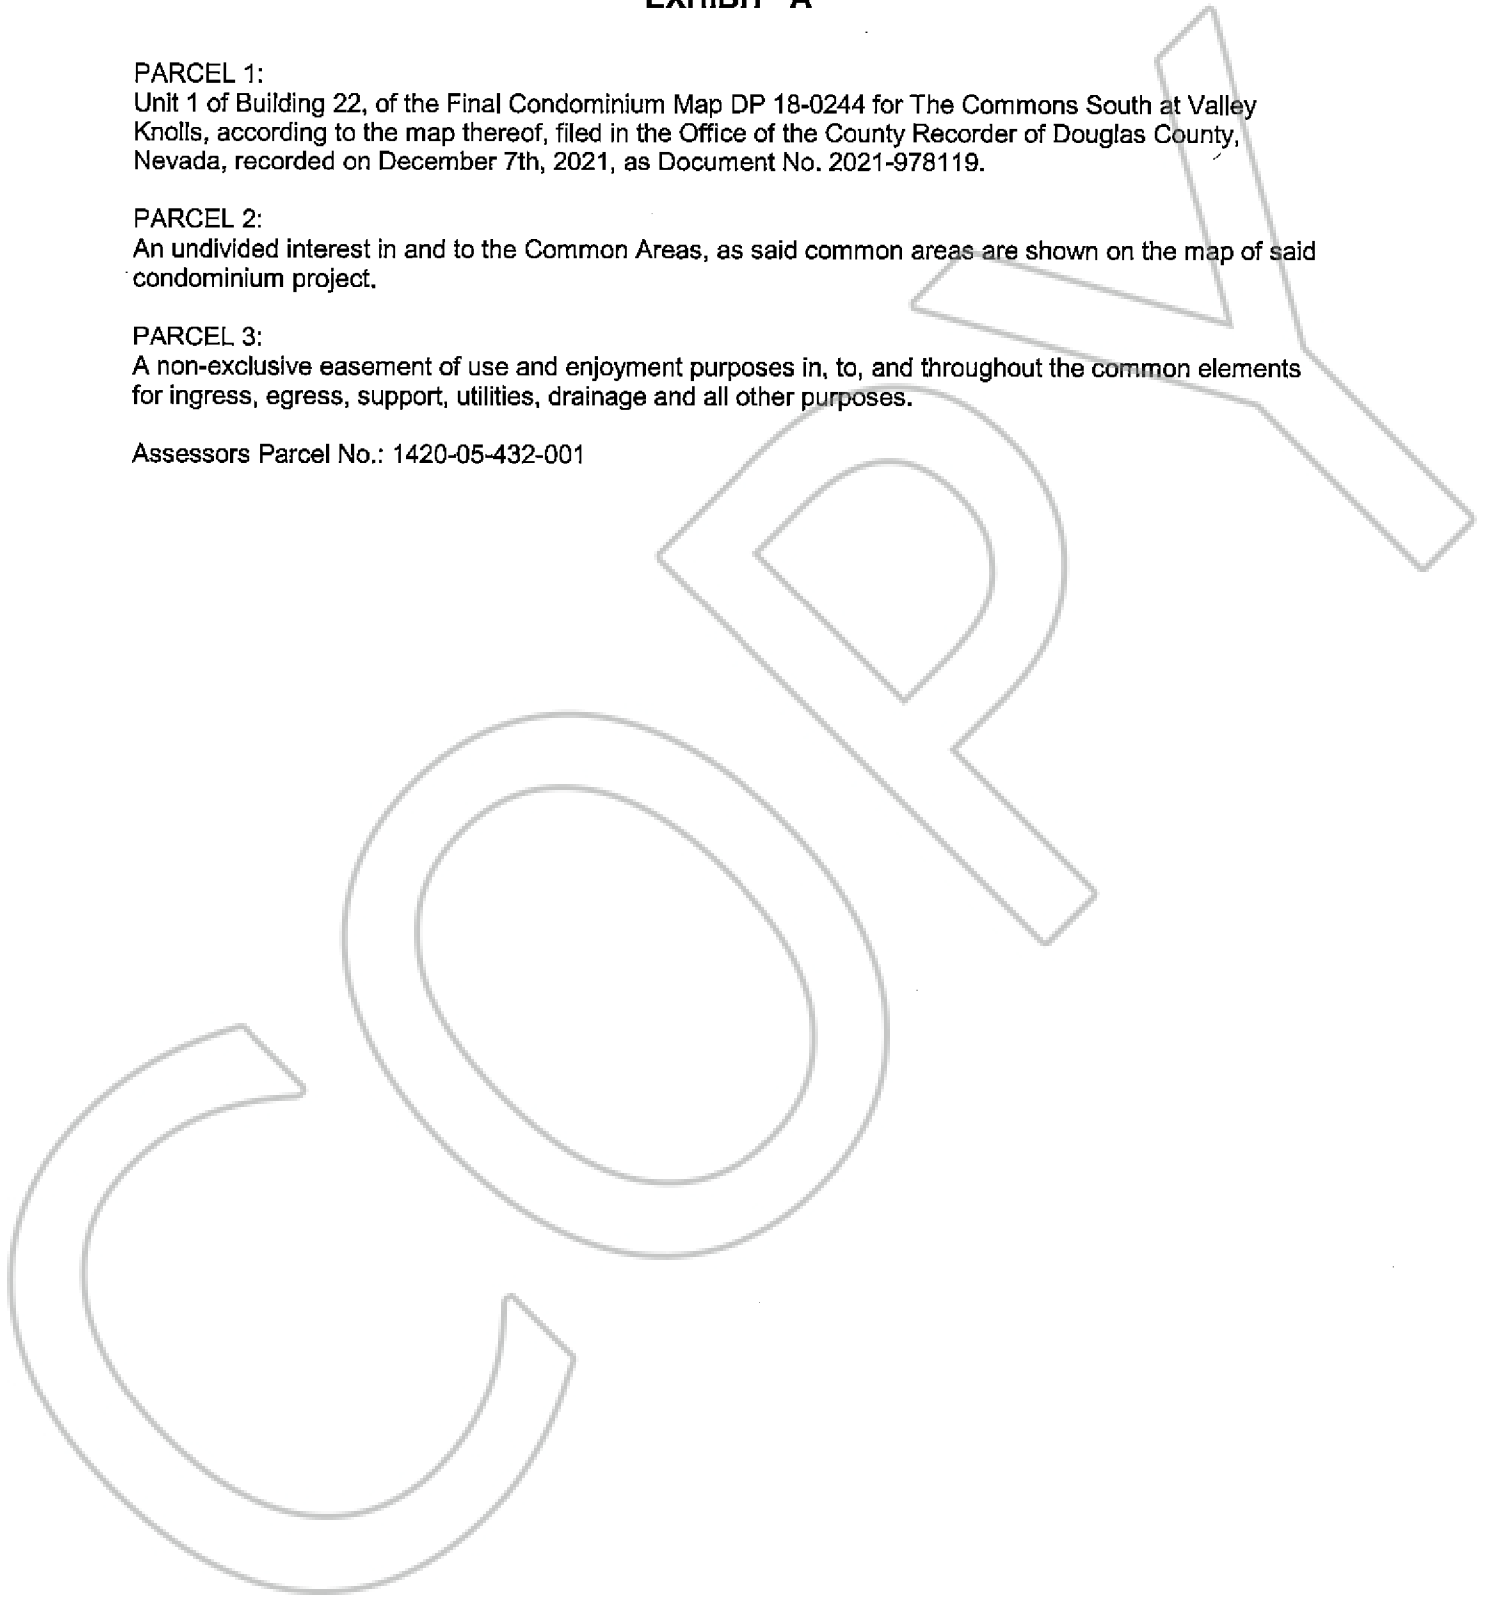 EXHIBIT "A"
PARCEL 1:
Unit 1 of Building 22, of the Final Condominium Map DP 18-0244 for The Commons South at Valley
Knolls, according to the map thereof, filed in the Office of the County Recorder of Douglas County,
Nevada, recorded on December 7th, 2021, as Document No. 2021-978119.
PARCEL 2:
An undivided interest in and to the Common Areas, as said common areas are shown on the map of said
condominium project.
PARCEL 3:
A non-exclusive easement of use and enjoyment purposes in, to, and throughout the common elements
for ingress, egress, support, utilities, drainage and all other purposes.
Assessors Parcel No.: 1420-05-432-001
COPY